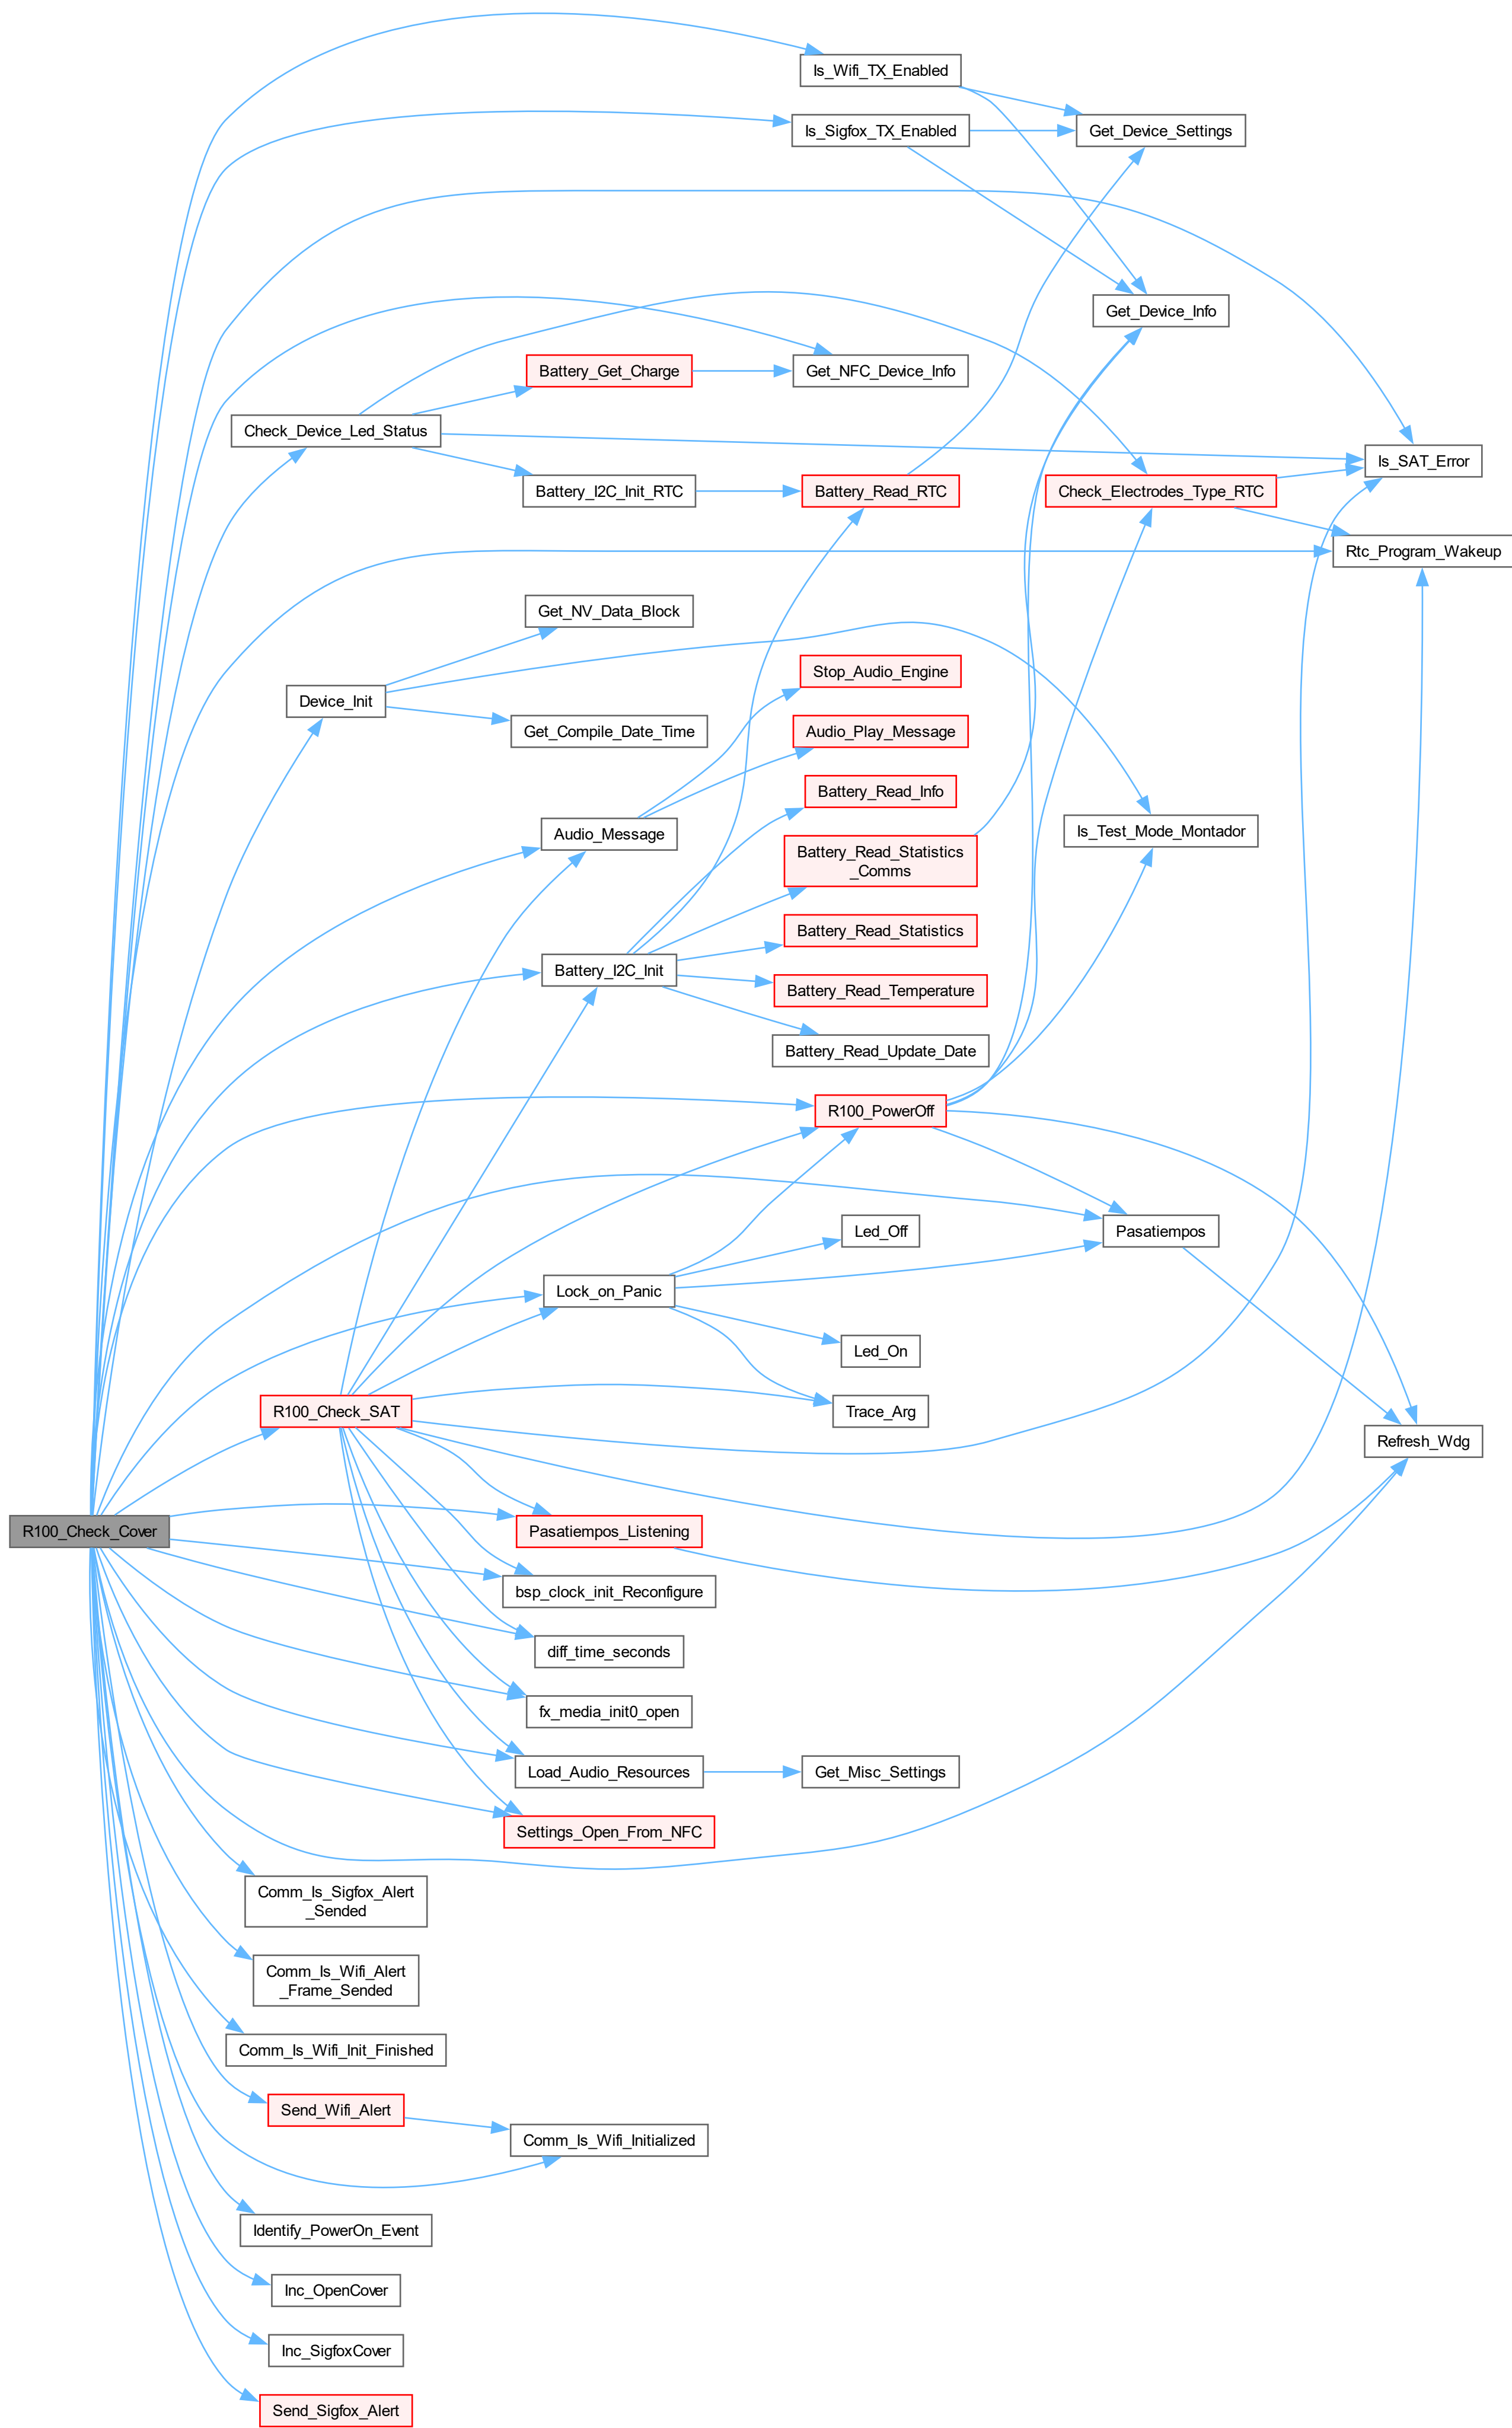 Is_Wifi_TX_Enabled
Is_Sigfox_TX_Enabled
Get_Device_Settings
Get_Device_Info
Battery_Get_Charge
Get_NFC_Device_Info
Check_Device_Led_Status
Is_SAT_Error
Battery_I2C_Init_RTC
Battery_Read_RTC
Check_Electrodes_Type_RTC
Rtc_Program_Wakeup
Get_NV_Data_Block
Stop_Audio_Engine
Device_Init
Get_Compile_Date_Time
Audio_Play_Message
Battery_Read_Info
Audio_Message
Is_Test_Mode_Montador
Battery_Read_Statistics
_Comms
Battery_Read_Statistics
Battery_I2C_Init
Battery_Read_Temperature
Battery_Read_Update_Date
R100_PowerOff
Led_Off
Pasatiempos
Lock_on_Panic
Led_On
R100_Check_SAT
Trace_Arg
Refresh_Wdg
R100_Check_Cover
Pasatiempos_Listening
bsp_clock_init_Reconfigure
diff_time_seconds
fx_media_init0_open
Load_Audio_Resources
Get_Misc_Settings
Settings_Open_From_NFC
Comm_Is_Sigfox_Alert
_Sended
Comm_Is_Wifi_Alert
_Frame_Sended
Comm_Is_Wifi_Init_Finished
Send_Wifi_Alert
Comm_Is_Wifi_Initialized
Identify_PowerOn_Event
Inc_OpenCover
Inc_SigfoxCover
Send_Sigfox_Alert